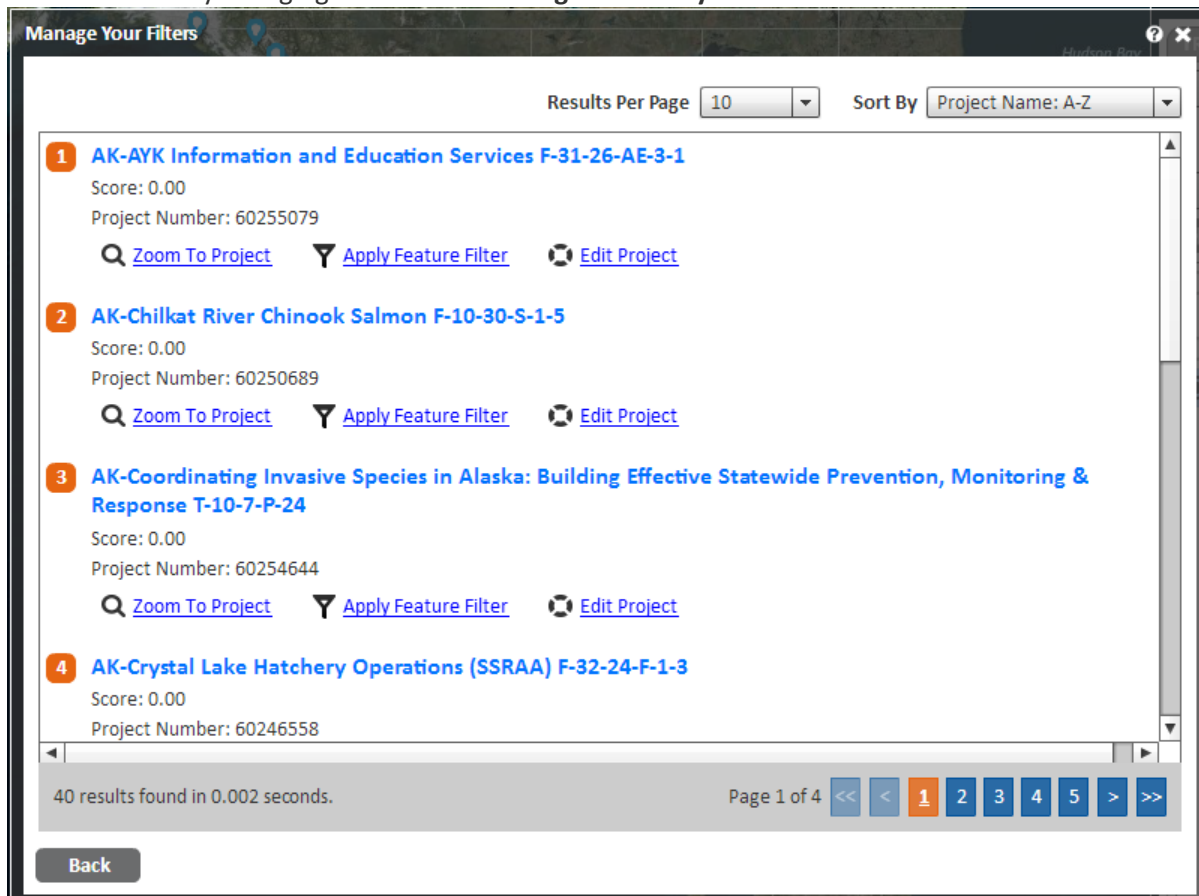 Manage Your Filters
Hudson Bay
Results Per Page 10 Sort By Project Name: A-Z
1 AK-AYK Information and Education Services F-31-26-AE-3-1
Score: 0.00
Project Number: 60255079
Zoom To Project Apply Feature Filter Edit Project
2 AK-Chilkat River Chinook Salmon F-10-30-S-1-5
Score: 0.00
Project Number: 60250689
Zoom To Project Apply Feature Filter Edit Project
3 AK-Coordinating Invasive Species in Alaska: Building Effective Statewide Prevention, Monitoring &
Response T-10-7-P-24
Score: 0.00
Project Number: 60254644
Zoom To Project Apply Feature Filter Edit Project
4 AK-Crystal Lake Hatchery Operations (SSRAA) F-32-24-F-1-3
Score: 0.00
Project Number: 60246558
40 results found in 0.002 seconds. Page 1 of 4 << < 1 2 3 4 5 > >>
Back